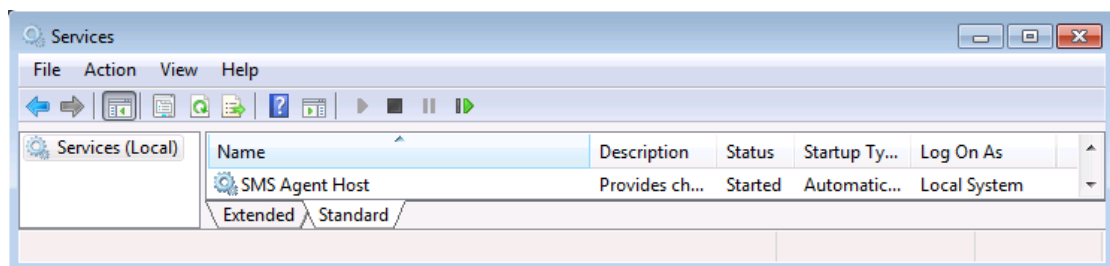 Services
File Action View Help
Services (Local)
Name Description Status Startup Ty... Log On As
SMS Agent Host Provides ch... Started Automatic... Local System
Extended Standard